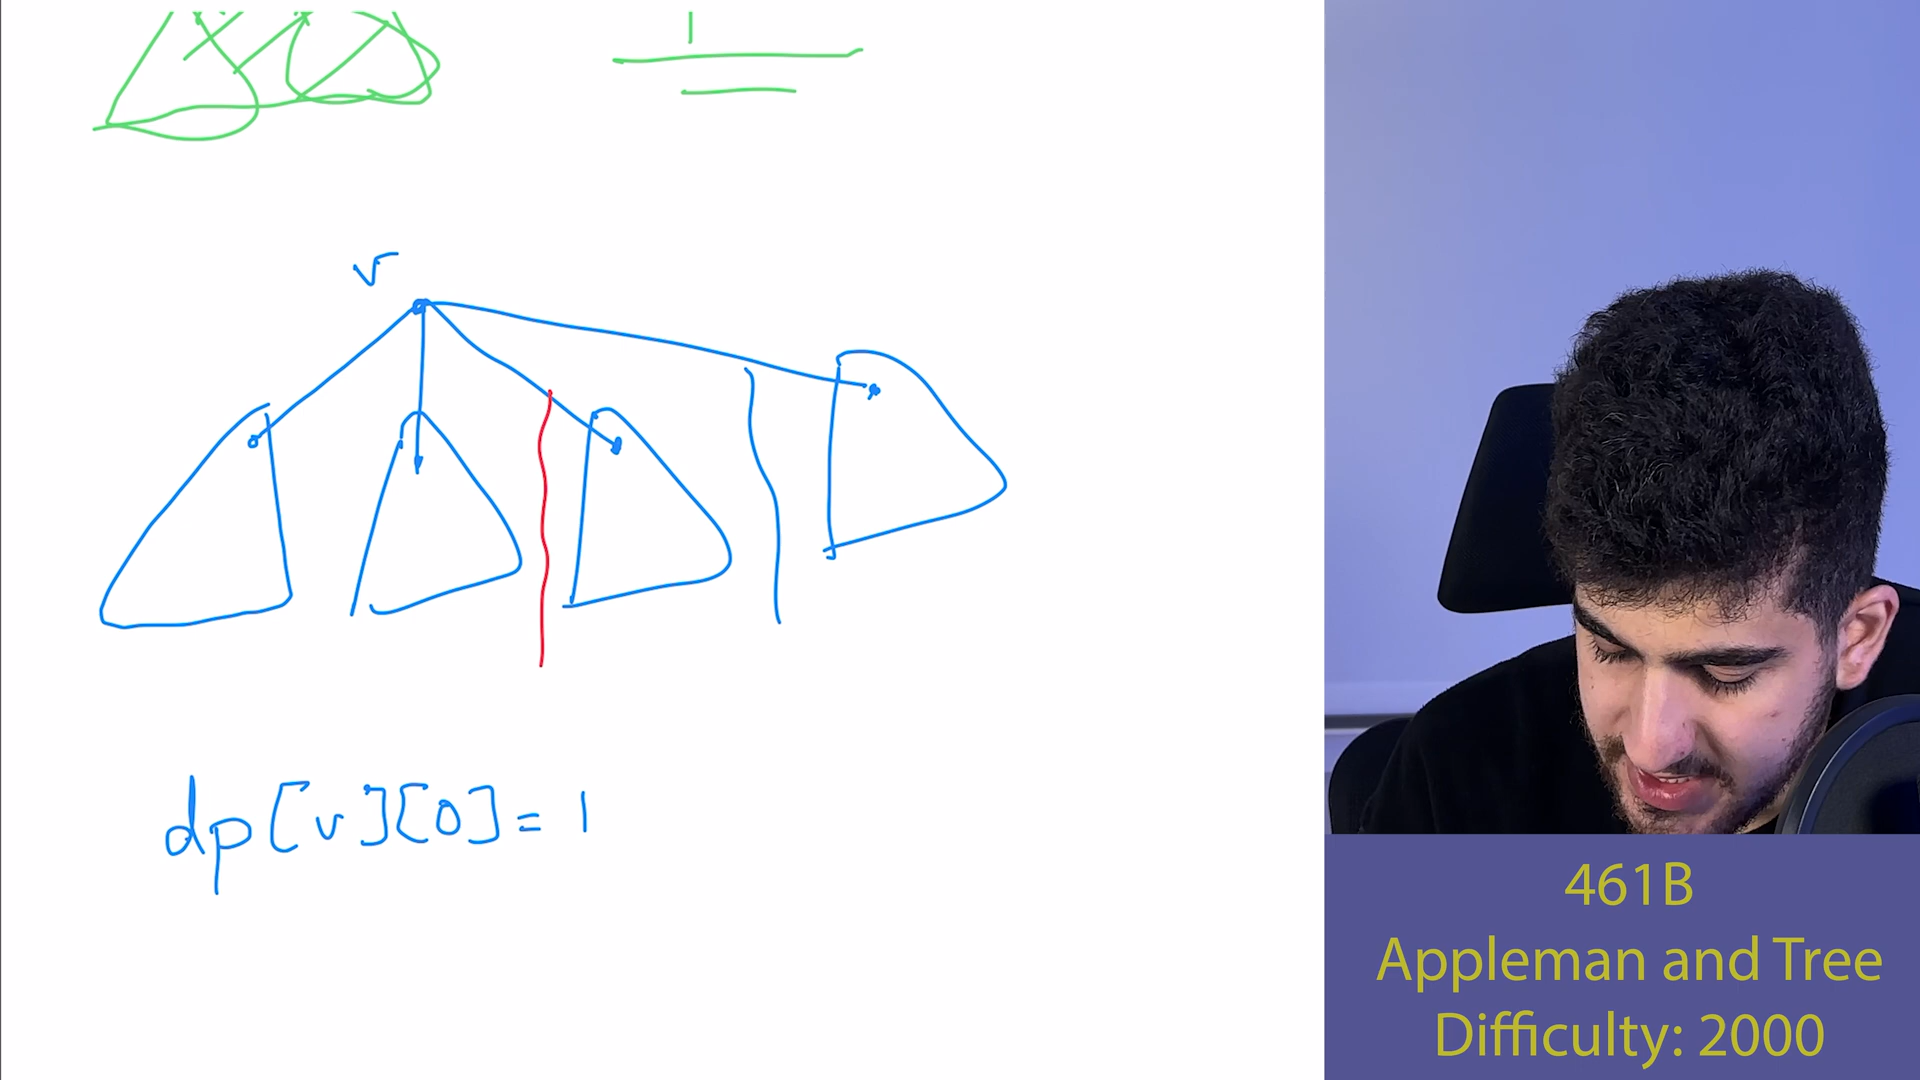 v
dp[v][0] = 1
461B
Appleman and Tree
Difficulty: 2000